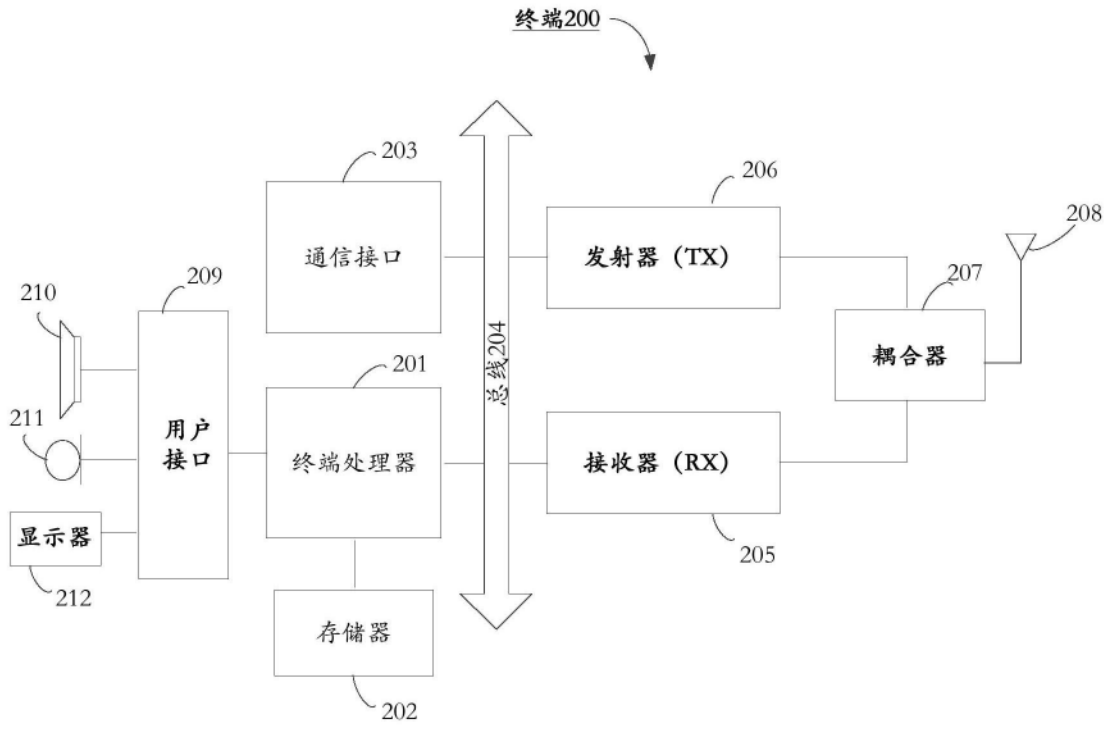 终端200
203
通信接口
206
发射器（TX）
208
207
耦合器
209
210
用户
接口
211
显示器
212
201
终端处理器
总线204
接收器（RX）
205
存储器
202